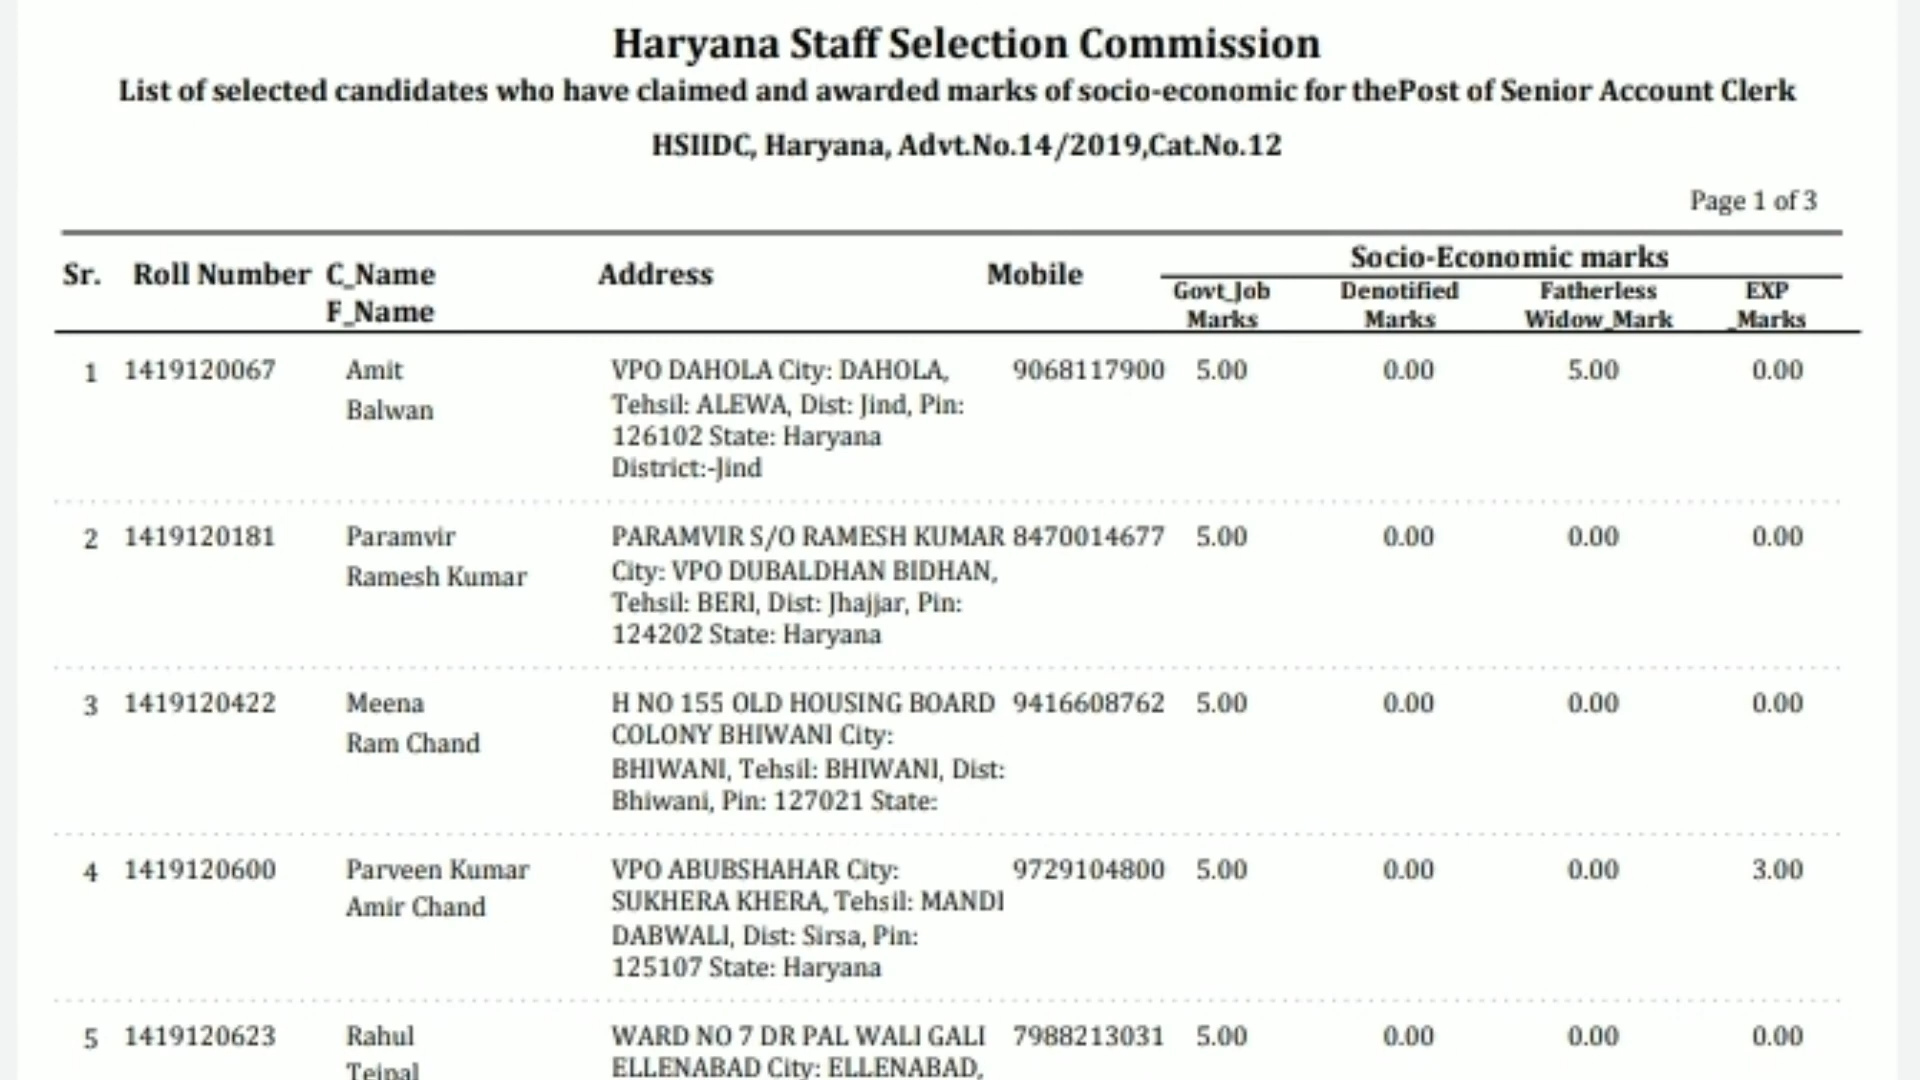 Haryana Staff Selection Commission
List of selected candidates who have claimed and awarded marks of socio-economic for thePost of Senior Account Clerk
HSIIDC, Haryana, Advt.No.14/2019,Cat.No.12
Page 1 of 3
Socio-Economic marks
Sr. Roll Number C_Name Address Mobile Govt_Job Denotified Fatherless EXP
F_Name Marks Marks Widow_Mark _Marks
1 1419120067 Amit VPO DAHOLA City: DAHOLA, 9068117900 5.00 0.00 5.00 0.00
Balwan Tehsil: ALEWA, Dist: Jind, Pin:
126102 State: Haryana
District:-Jind
2 1419120181 Paramvir PARAMVIR S/O RAMESH KUMAR 8470014677 5.00 0.00 0.00 0.00
Ramesh Kumar City: VPO DUBALDHAN BIDHAN,
Tehsil: BERI, Dist: Jhajjar, Pin:
124202 State: Haryana
3 1419120422 Meena H NO 155 OLD HOUSING BOARD 9416608762 5.00 0.00 0.00 0.00
Ram Chand COLONY BHIWANI City:
BHIWANI, Tehsil: BHIWANI, Dist:
Bhiwani, Pin: 127021 State:
4 1419120600 Parveen Kumar VPO ABUBSHAHAR City: 9729104800 5.00 0.00 0.00 3.00
Amir Chand SUKHERA KHERA, Tehsil: MANDI
DABWALI, Dist: Sirsa, Pin:
125107 State: Haryana
5 1419120623 Rahul WARD NO 7 DR PAL WALI GALI 7988213031 5.00 0.00 0.00 0.00
Tejpal ELLENABAD City: ELLENABAD,